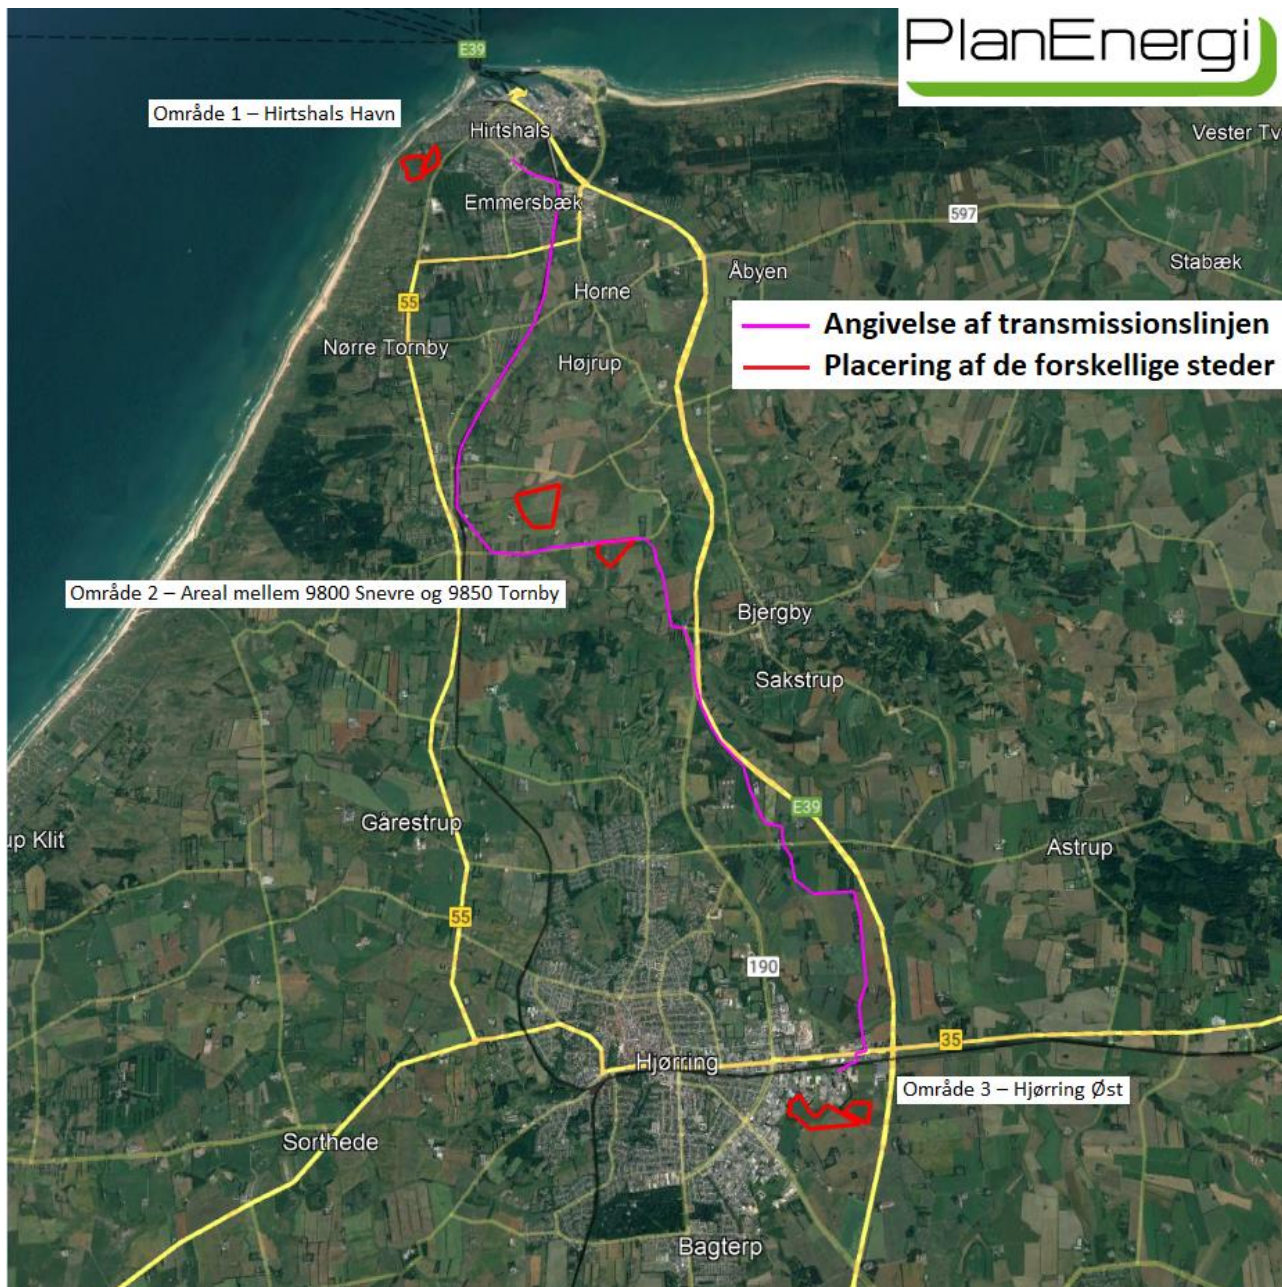 PlanEnergi
E39
Område 1 – Hirtshals Havn
Hirtshals
Vester Tv
Emmersbæk
597
Stabæk
Åbyen
Horne
55
Angivelse af transmissionslinjen
Placering af de forskellige steder
Nørre Tornby
Højrup
Område 2 – Areal mellem 9800 Snevre og 9850 Tornby
Bjergby
Sakstrup
E39
Gårestrup
up Klit
Astrup
55
190
35
Hjørring
Område 3 – Hjørring Øst
Sorthede
Bagterp